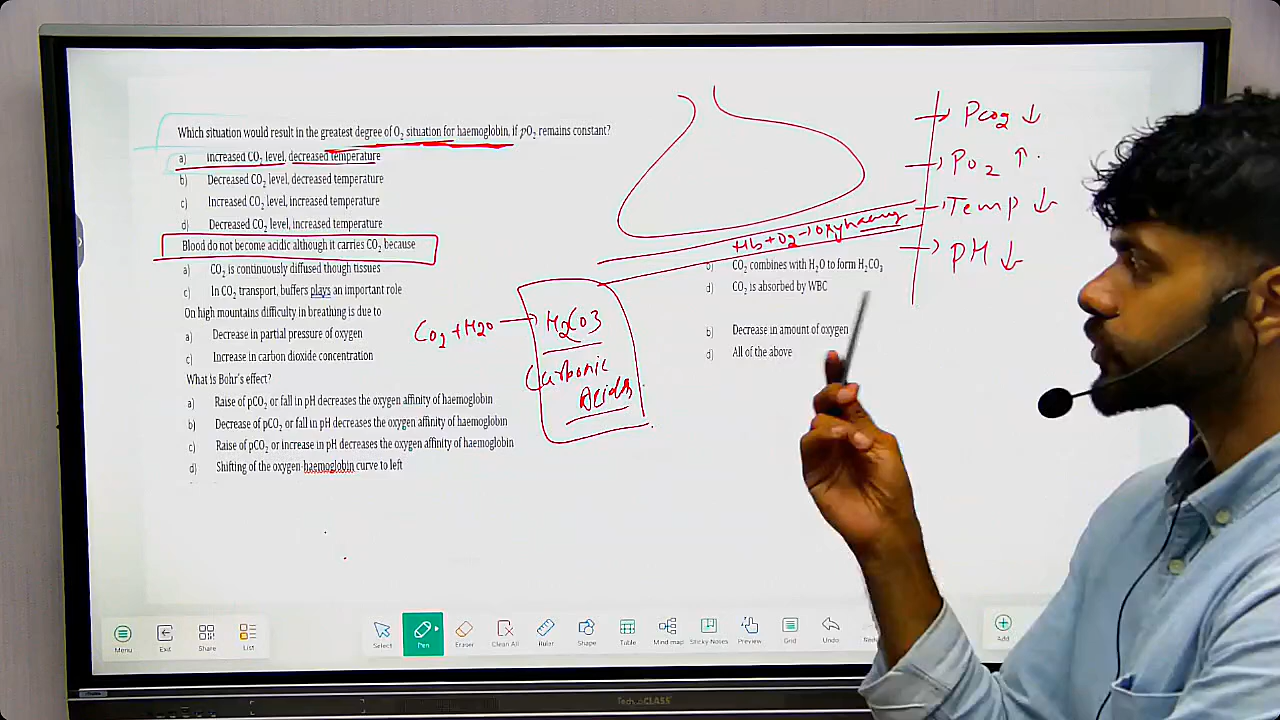 Which situation would result in the greatest degree of O₂ situation for haemoglobin, if pO₂ remains constant?
a) Increased CO₂ level, decreased temperature
b) Decreased CO₂ level, decreased temperature
c) Increased CO₂ level, increased temperature
d) Decreased CO₂ level, increased temperature
Blood do not become acidic although it carries CO₂ because
a) CO₂ is continuously diffused though tissues
b) CO₂ combines with H₂O to form H₂CO₃
c) In CO₂ transport, buffers plays an important role
d) CO₂ is absorbed by WBC
On high mountains difficulty in breathing is due to
a) Decrease in partial pressure of oxygen
b) Decrease in amount of oxygen
c) Increase in carbon dioxide concentration
d) All of the above
What is Bohr's effect?
a) Raise of pCO₂ or fall in pH decreases the oxygen affinity of haemoglobin
b) Decrease of pCO₂ or fall in pH decreases the oxygen affinity of haemoglobin
c) Raise of pCO₂ or increase in pH decreases the oxygen affinity of haemoglobin
d) Shifting of the oxygen-haemoglobin curve to left
Hb + O₂ →
CO₂ + H₂O → H₂CO3
Carbonic
Acids
→ Pco₂ ↓
→ Po₂ ↑
→ Temp ↓
→ pH ↓
Menu Exit Share List Select Pen Eraser Clean All Ruler Shape Table Mind map Sticky Notes Preview Grid Undo Add